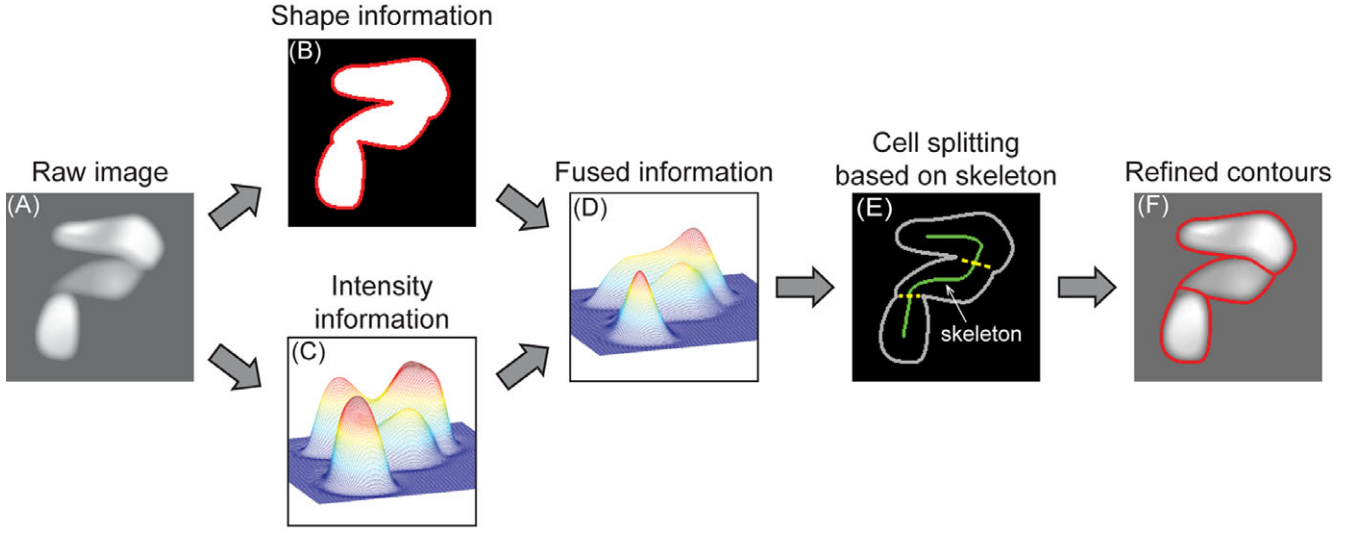 Shape information
(B)
Raw image
(A)
Intensity
information
(C)
Fused information
(D)
Cell splitting
based on skeleton
(E)
skeleton
Refined contours
(F)